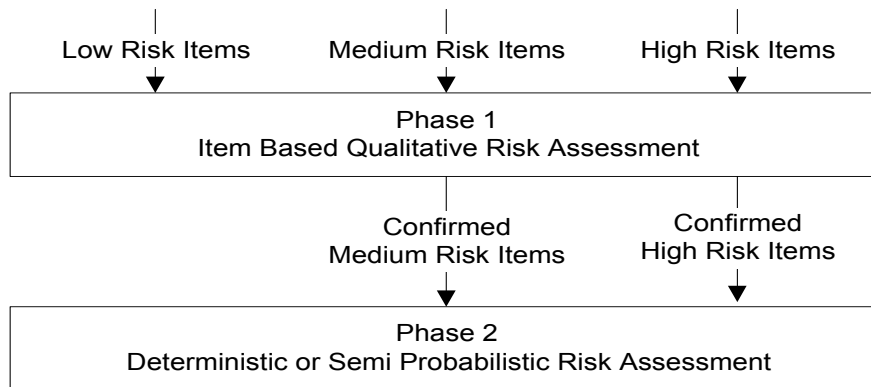 Low Risk Items
Medium Risk Items
High Risk Items
Phase 1
Item Based Qualitative Risk Assessment
Confirmed
Medium Risk Items
Confirmed
High Risk Items
Phase 2
Deterministic or Semi Probabilistic Risk Assessment